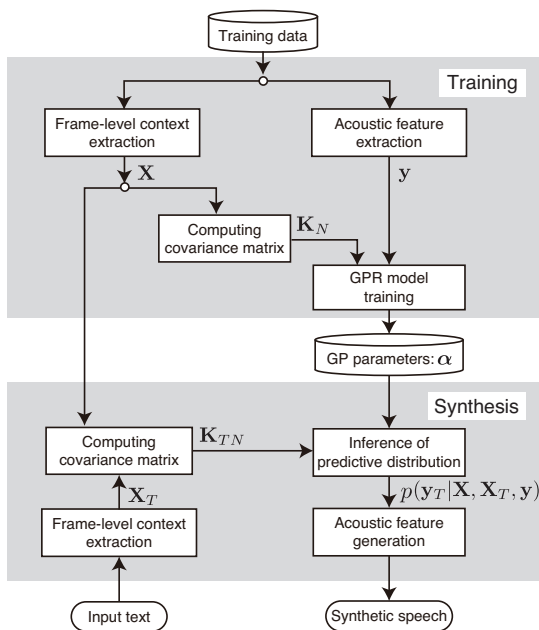 Training data
Training
Frame-level context
extraction
Acoustic feature
extraction
X
y
Computing
covariance matrix
K_N
GPR model
training
GP parameters: α
Synthesis
Computing
covariance matrix
K_{TN}
Inference of
predictive distribution
X_T
p(y_T|X, X_T, y)
Frame-level context
extraction
Acoustic feature
generation
Input text
Synthetic speech